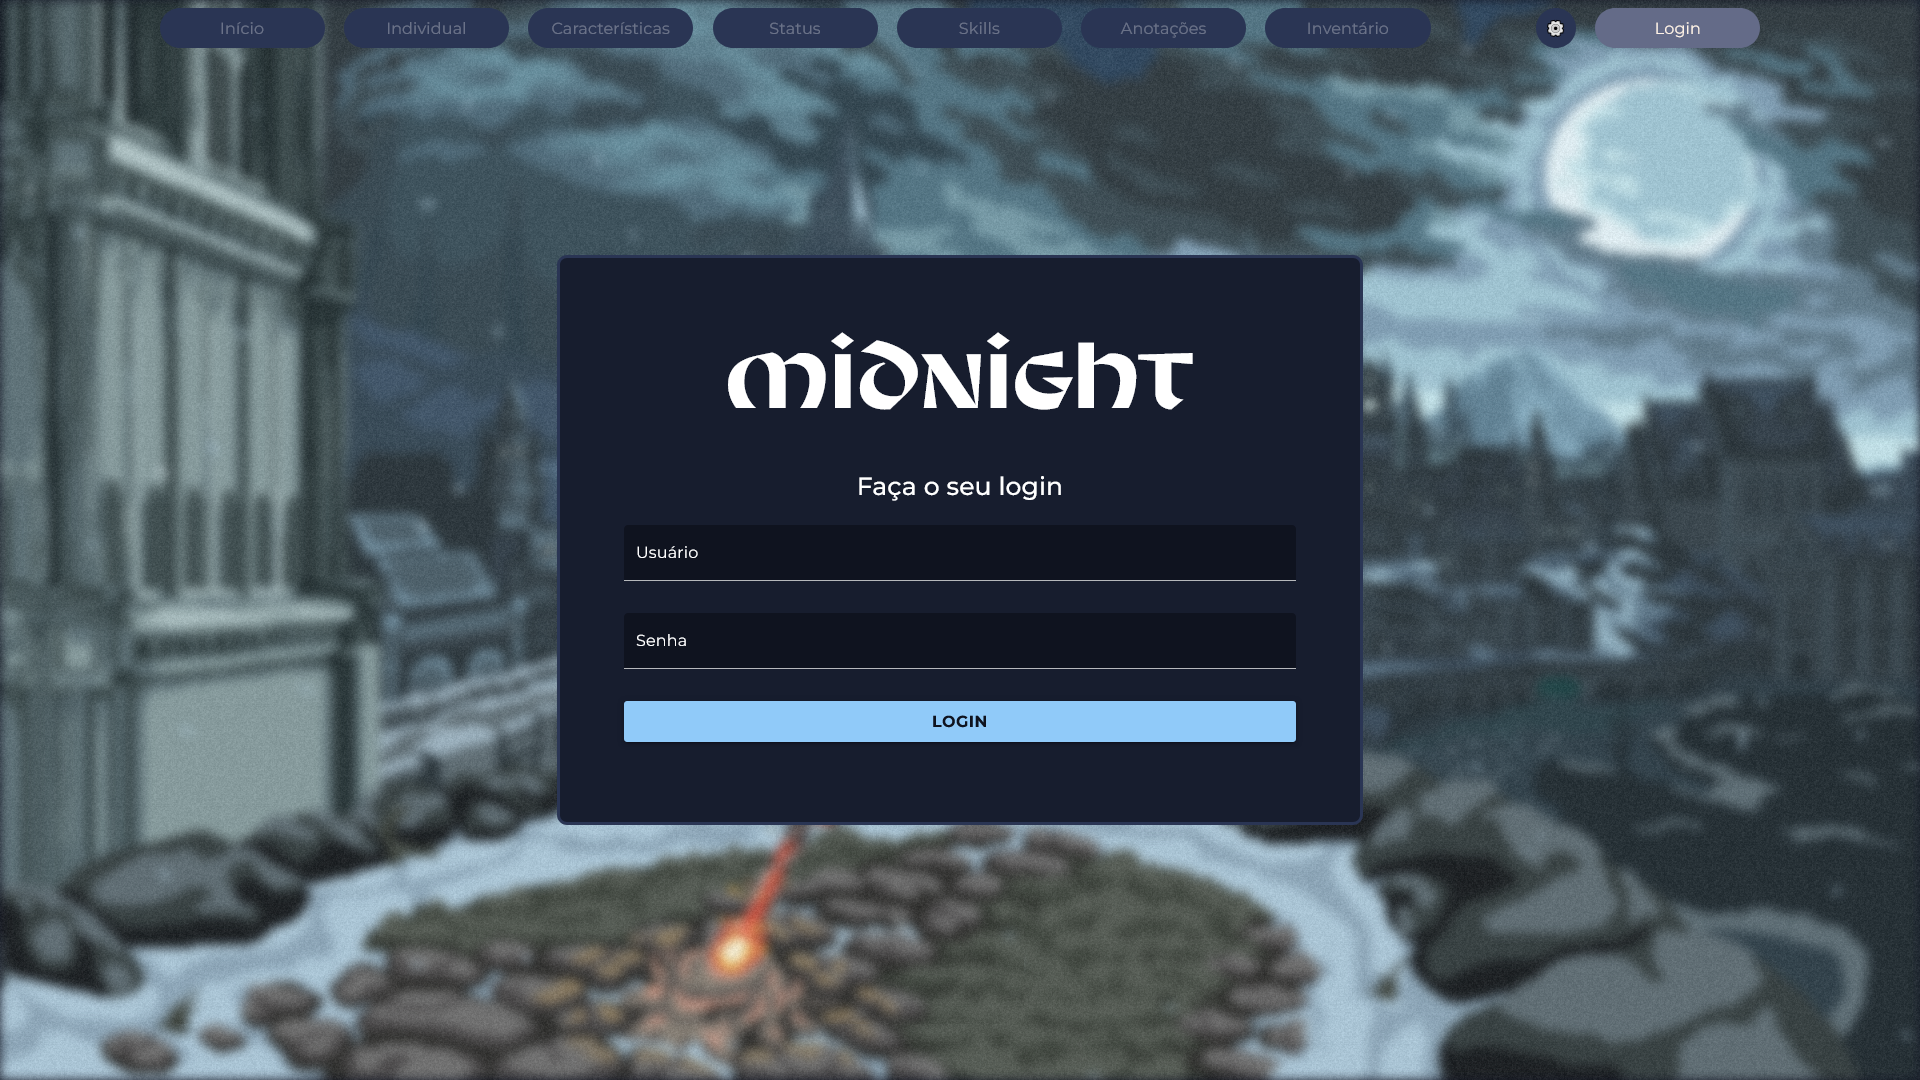 Início
Individual
Características
Status
Skills
Anotações
Inventário
Login
midnight
Faça o seu login
Usuário
Senha
LOGIN